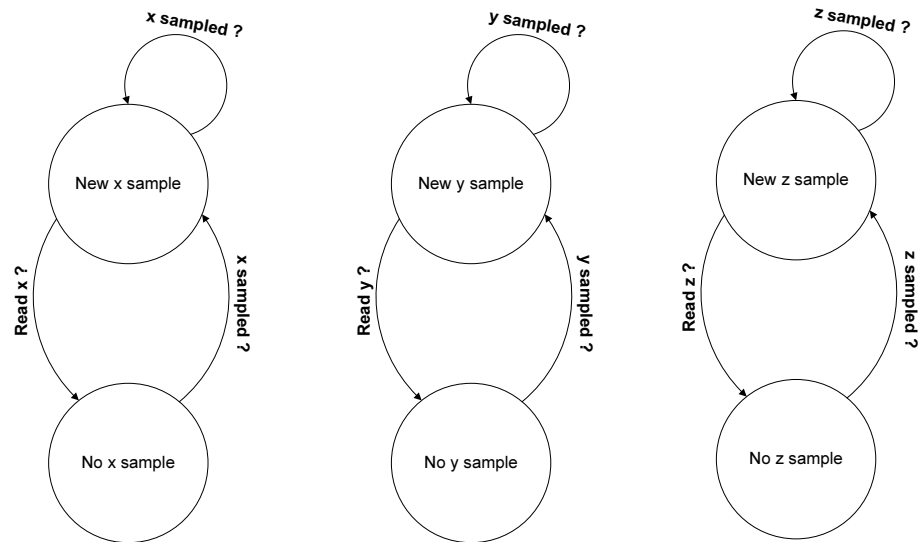 x sampled ?
New x sample
Read x ?
x sampled ?
No x sample
y sampled ?
New y sample
Read y ?
y sampled ?
No y sample
z sampled ?
New z sample
Read z ?
z sampled ?
No z sample